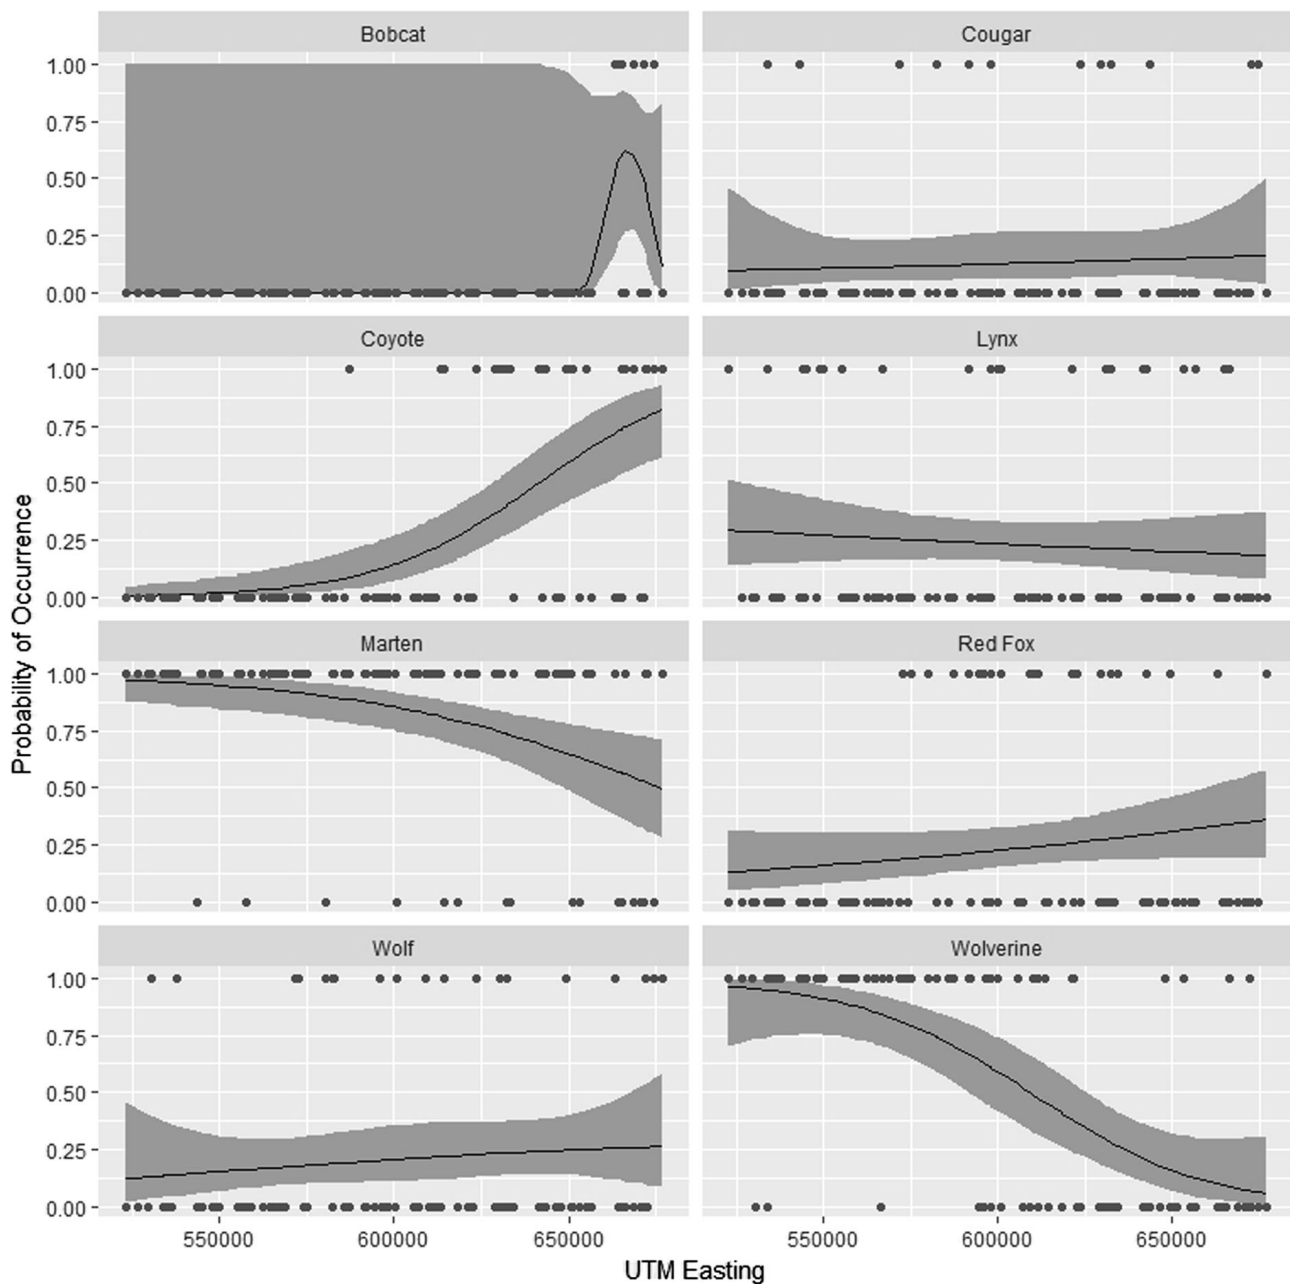 Bobcat Cougar
1.00
0.75
0.50
0.25
0.00
Coyote Lynx
1.00
0.75
0.50
0.25
0.00
Probability of Occurrence
Marten Red Fox
1.00
0.75
0.50
0.25
0.00
Wolf Wolverine
1.00
0.75
0.50
0.25
0.00
550000 600000 650000 550000 600000 650000
UTM Easting